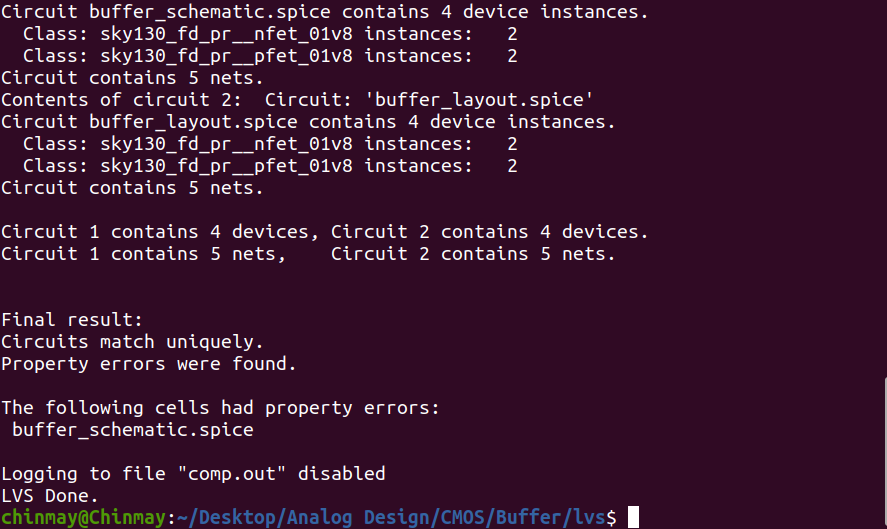 Circuit buffer_schematic.spice contains 4 device instances.
  Class: sky130_fd_pr__nfet_01v8 instances:   2
  Class: sky130_fd_pr__pfet_01v8 instances:   2
Circuit contains 5 nets.
Contents of circuit 2:  Circuit: 'buffer_layout.spice'
Circuit buffer_layout.spice contains 4 device instances.
  Class: sky130_fd_pr__nfet_01v8 instances:   2
  Class: sky130_fd_pr__pfet_01v8 instances:   2
Circuit contains 5 nets.

Circuit 1 contains 4 devices, Circuit 2 contains 4 devices.
Circuit 1 contains 5 nets,    Circuit 2 contains 5 nets.


Final result:
Circuits match uniquely.
Property errors were found.

The following cells had property errors:
 buffer_schematic.spice

Logging to file "comp.out" disabled
LVS Done.
chinmay@Chinmay:~/Desktop/Analog Design/CMOS/Buffer/lvs$